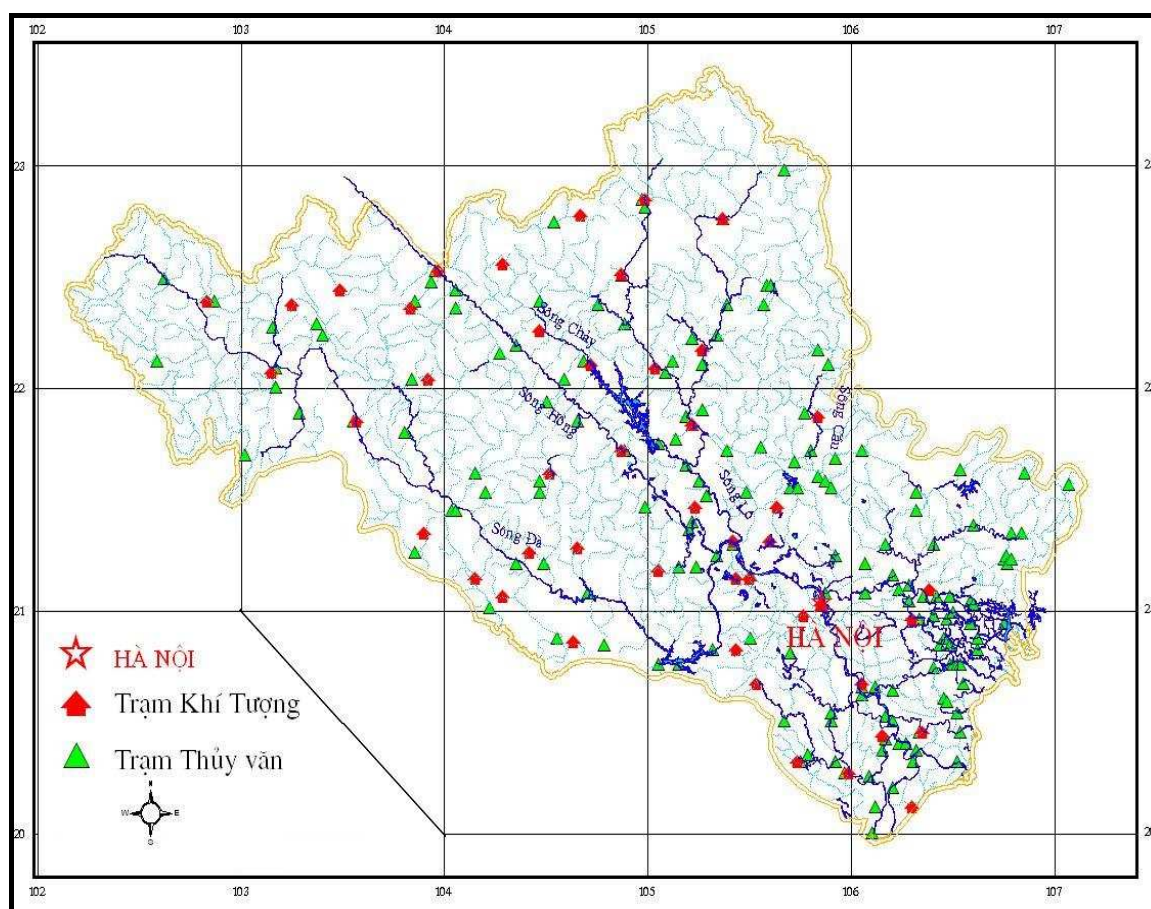 102 103 104 105 106 107
23
Sông Chảy
22
Sông Hồng
Sông Cầu
Sông Lô
Sông Đà
21
HÀ NỘI
HÀ NỘI
Trạm Khí Tượng
Trạm Thủy văn
N
W E
20
102 103 104 105 106 107